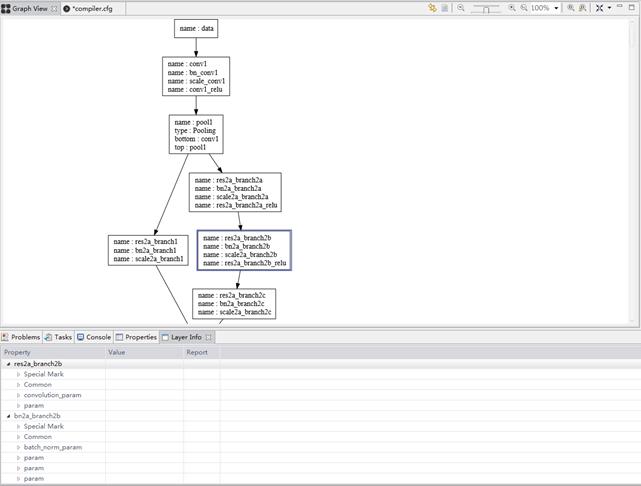 Graph View
*compiler.cfg
100%
name : data
name : conv1
name : bn_conv1
name : scale_conv1
name : conv1_relu
name : pool1
type : Pooling
bottom : conv1
top : pool1
name : res2a_branch2a
name : bn2a_branch2a
name : scale2a_branch2a
name : res2a_branch2a_relu
name : res2a_branch1
name : bn2a_branch1
name : scale2a_branch1
name : res2a_branch2b
name : bn2a_branch2b
name : scale2a_branch2b
name : res2a_branch2b_relu
name : res2a_branch2c
name : bn2a_branch2c
name : scale2a_branch2c
Problems Tasks Console Properties Layer Info
Property Value Report
res2a_branch2b
Special Mark
Common
convolution_param
param
bn2a_branch2b
Special Mark
Common
batch_norm_param
param
param
param